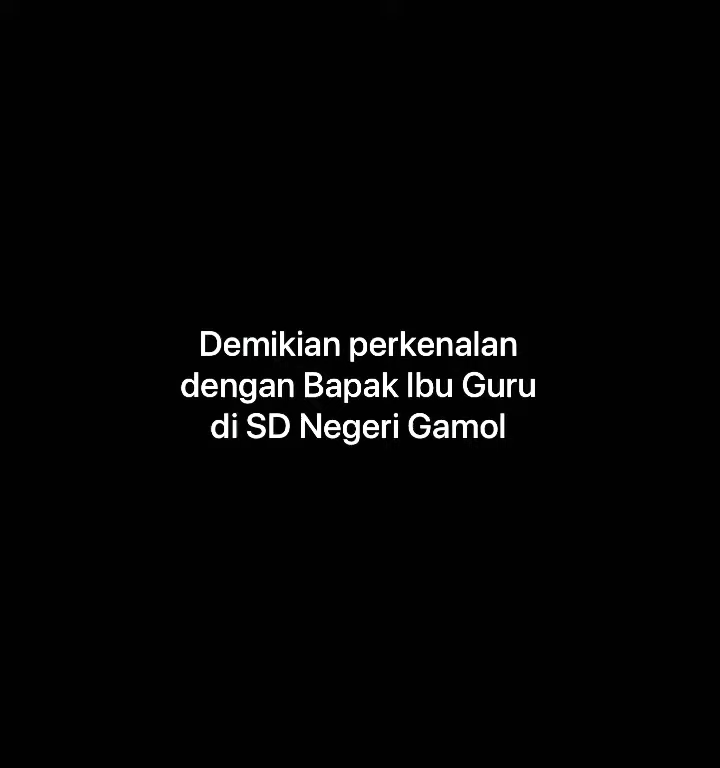 Demikian perkenalan
dengan Bapak Ibu Guru
di SD Negeri Gamol